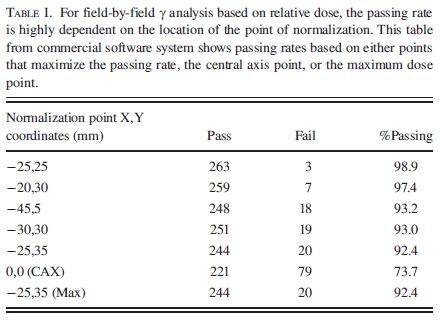 TABLE I. For field-by-field γ analysis based on relative dose, the passing rate
is highly dependent on the location of the point of normalization. This table
from commercial software system shows passing rates based on either points
that maximize the passing rate, the central axis point, or the maximum dose
point.
Normalization point X,Y
coordinates (mm) Pass Fail %Passing
−25,25 263 3 98.9
−20,30 259 7 97.4
−45,5 248 18 93.2
−30,30 251 19 93.0
−25,35 244 20 92.4
0,0 (CAX) 221 79 73.7
−25,35 (Max) 244 20 92.4